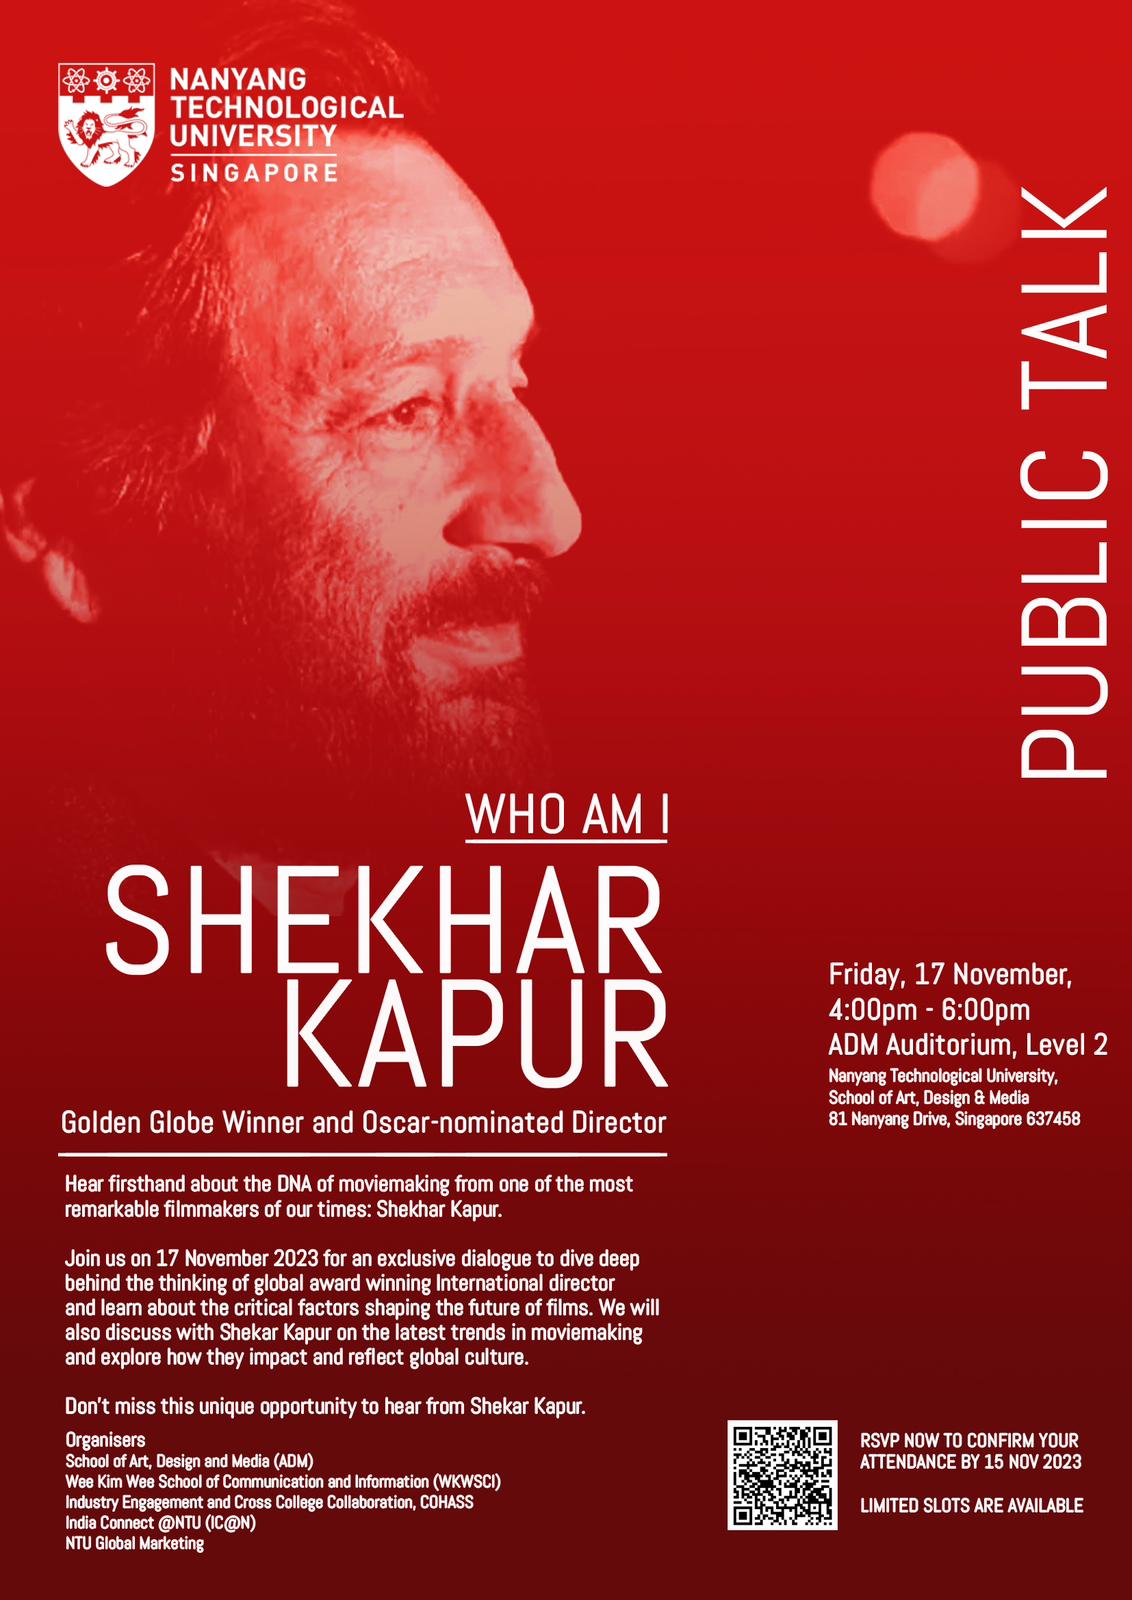 NANYANG
TECHNOLOGICAL
UNIVERSITY
SINGAPORE
PUBLIC TALK
WHO AM I
SHEKHAR
KAPUR
Golden Globe Winner and Oscar-nominated Director
Friday, 17 November,
4:00pm - 6:00pm
ADM Auditorium, Level 2
Nanyang Technological University,
School of Art, Design & Media
81 Nanyang Drive, Singapore 637458
Hear firsthand about the DNA of moviemaking from one of the most
remarkable filmmakers of our times: Shekhar Kapur.
Join us on 17 November 2023 for an exclusive dialogue to dive deep
behind the thinking of global award winning International director
and learn about the critical factors shaping the future of films. We will
also discuss with Shekar Kapur on the latest trends in moviemaking
and explore how they impact and reflect global culture.
Don't miss this unique opportunity to hear from Shekar Kapur.
Organisers
School of Art, Design and Media (ADM)
Wee Kim Wee School of Communication and Information (WKWSCI)
Industry Engagement and Cross College Collaboration, COHASS
India Connect @NTU (IC@N)
NTU Global Marketing
RSVP NOW TO CONFIRM YOUR
ATTENDANCE BY 15 NOV 2023
LIMITED SLOTS ARE AVAILABLE